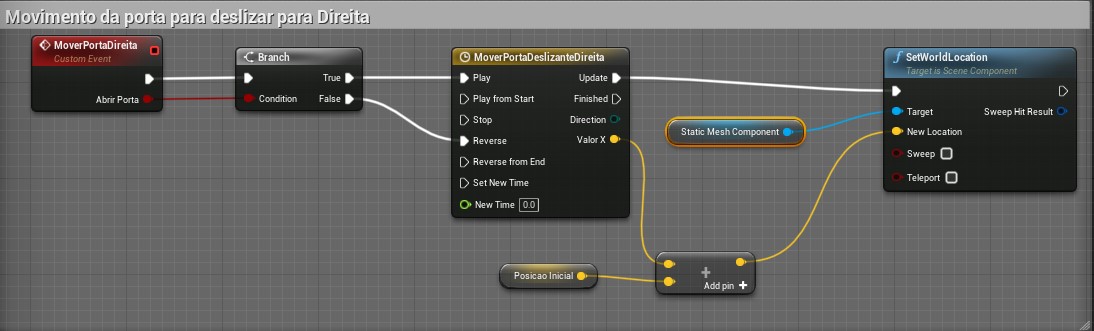 Movimento da porta para deslizar para Direita
MoverPortaDireita
Custom Event
Abrir Porta
Branch
True
Condition
False
MoverPortaDeslizanteDireita
Play
Update
Play from Start
Finished
Stop
Direction
Reverse
Valor X
Reverse from End
Set New Time
New Time 0.0
Static Mesh Component
Posicao Inicial
+
Add pin +
SetWorldLocation
Target is Scene Component
Target
Sweep Hit Result
New Location
Sweep
Teleport